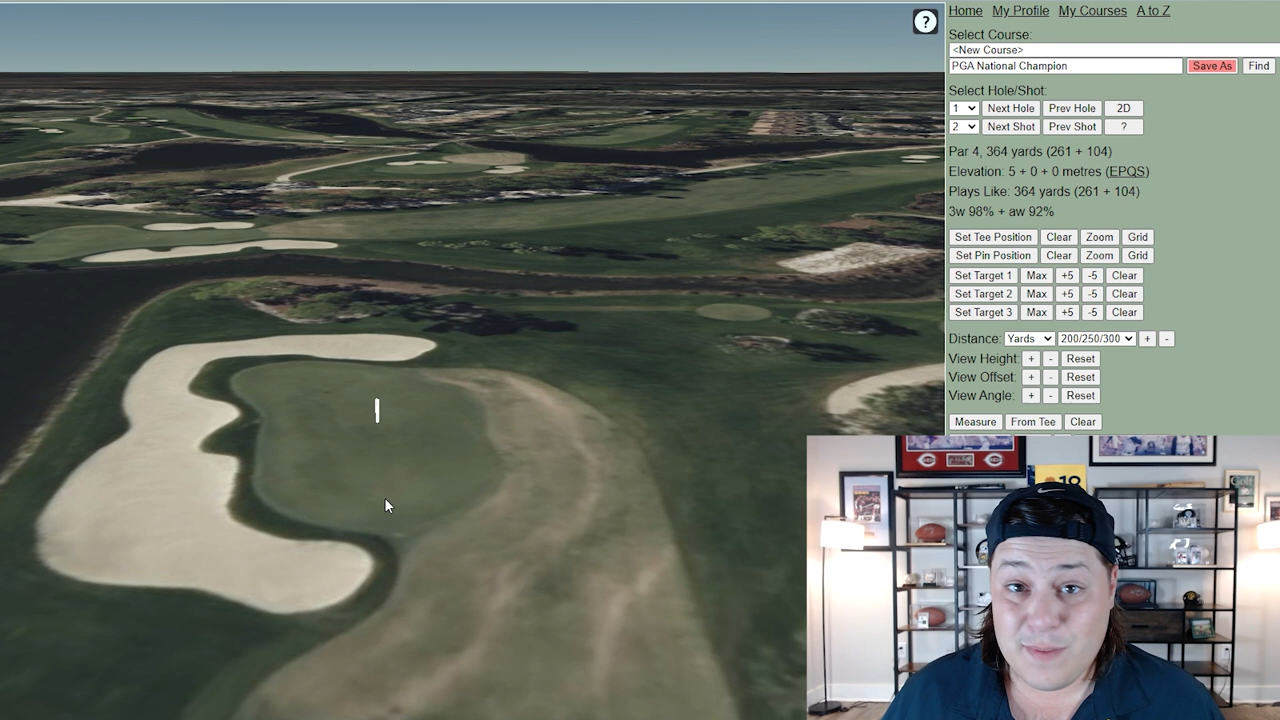 ?
Home My Profile My Courses A to Z
Select Course:
<New Course>
PGA National Champion Save As Find
Select Hole/Shot:
1 Next Hole Prev Hole 2D
2 Next Shot Prev Shot ?
Par 4, 364 yards (261 + 104)
Elevation: 5 + 0 + 0 metres (EPQS)
Plays Like: 364 yards (261 + 104)
3w 98% + aw 92%
Set Tee Position Clear Zoom Grid
Set Pin Position Clear Zoom Grid
Set Target 1 Max +5 -5 Clear
Set Target 2 Max +5 -5 Clear
Set Target 3 Max +5 -5 Clear
Distance: Yards 200/250/300 + -
View Height: + - Reset
View Offset: + - Reset
View Angle: + - Reset
Measure From Tee Clear
Golf